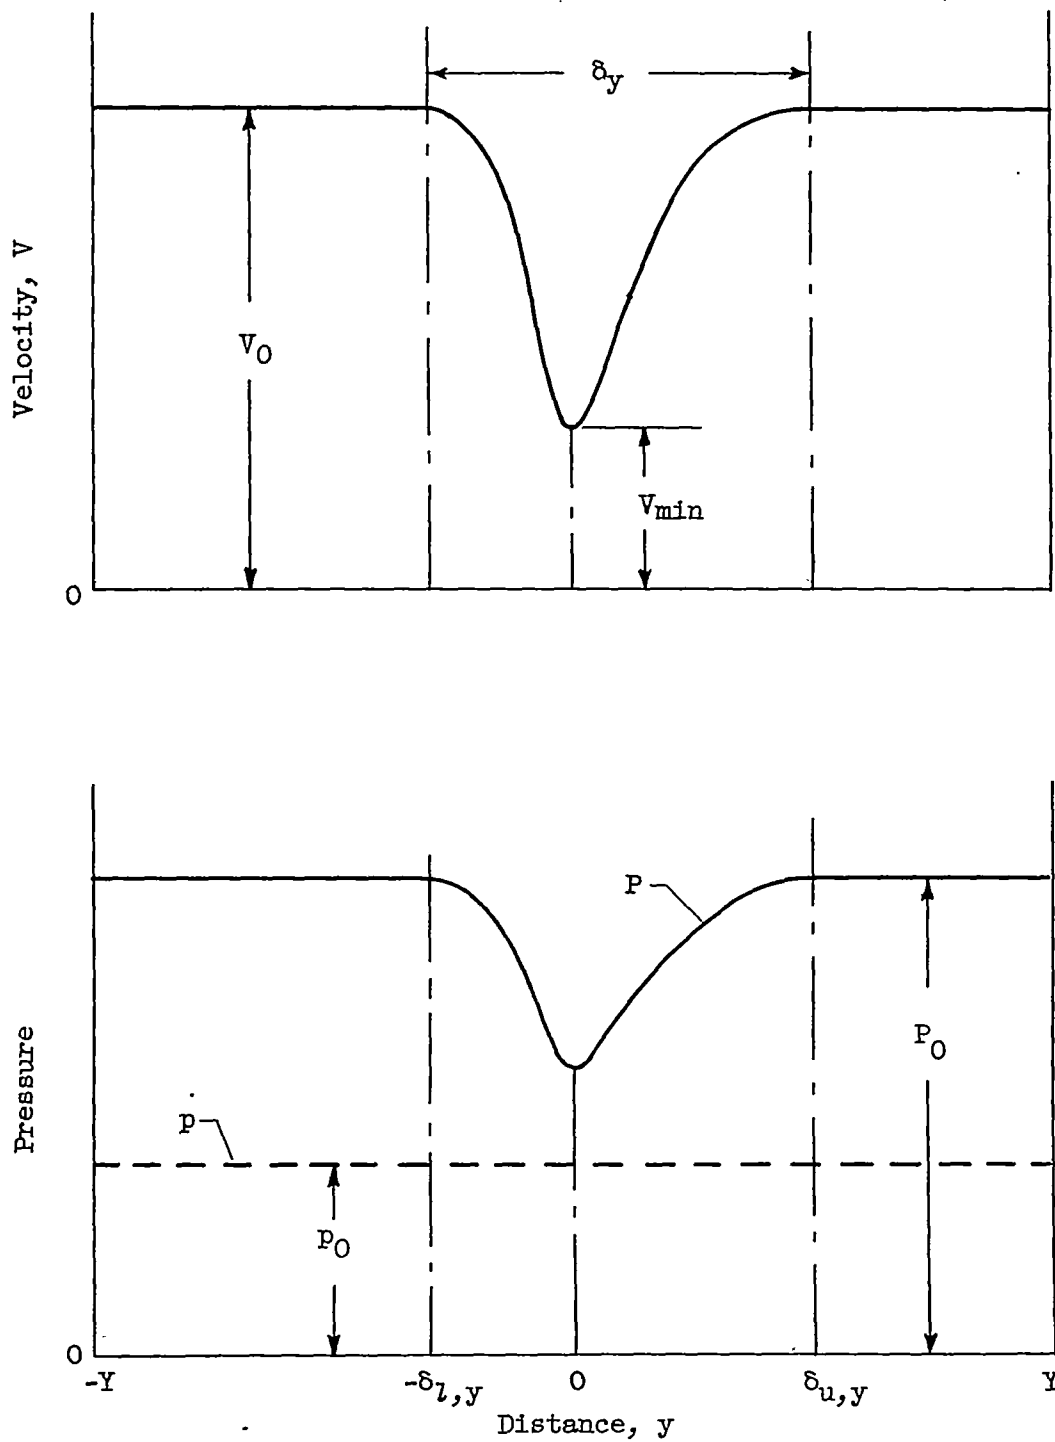 δy
Velocity, V
V0
Vmin
0
P
Pressure
P0
p
p0
0
-Y
-δl,y
0
δu,y
Y
Distance, y